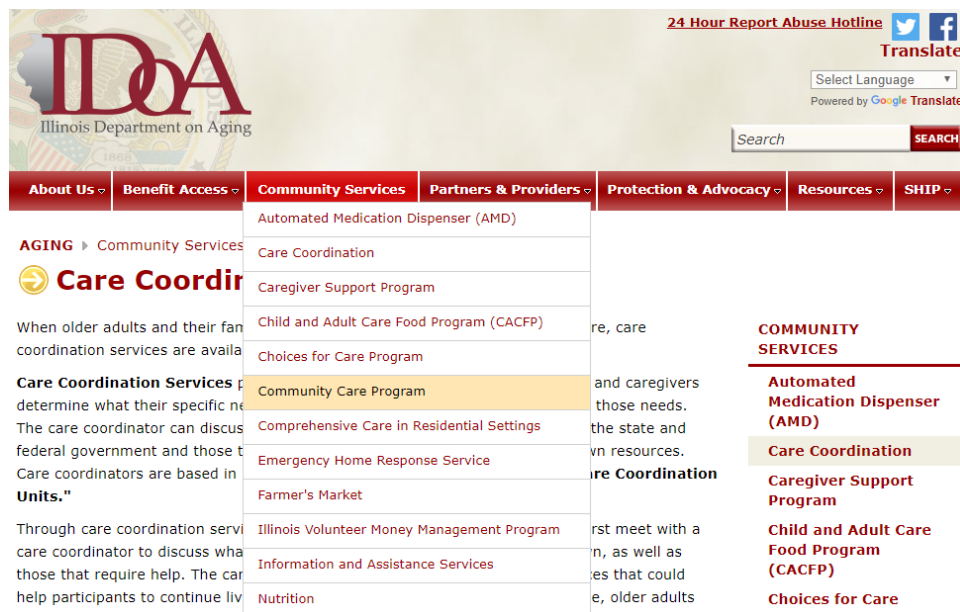 24 Hour Report Abuse Hotline
Translate
Select Language
Powered by Google Translate
IDoA
Illinois Department on Aging
Search
SEARCH
About Us
Benefit Access
Community Services
Partners & Providers
Protection & Advocacy
Resources
SHIP
Automated Medication Dispenser (AMD)
Care Coordination
Caregiver Support Program
Child and Adult Care Food Program (CACFP)
Choices for Care Program
Community Care Program
Comprehensive Care in Residential Settings
Emergency Home Response Service
Farmer's Market
Illinois Volunteer Money Management Program
Information and Assistance Services
Nutrition
AGING Community Services
Care Coordin
When older adults and their fam re, care
coordination services are availa
Care Coordination Services p and caregivers
determine what their specific ne those needs.
The care coordinator can discus the state and
federal government and those t wn resources.
Care coordinators are based in re Coordination
Units."
Through care coordination servi rst meet with a
care coordinator to discuss wha n, as well as
those that require help. The car es that could
help participants to continue liv e, older adults
COMMUNITY
SERVICES
Automated
Medication Dispenser
(AMD)
Care Coordination
Caregiver Support
Program
Child and Adult Care
Food Program
(CACFP)
Choices for Care